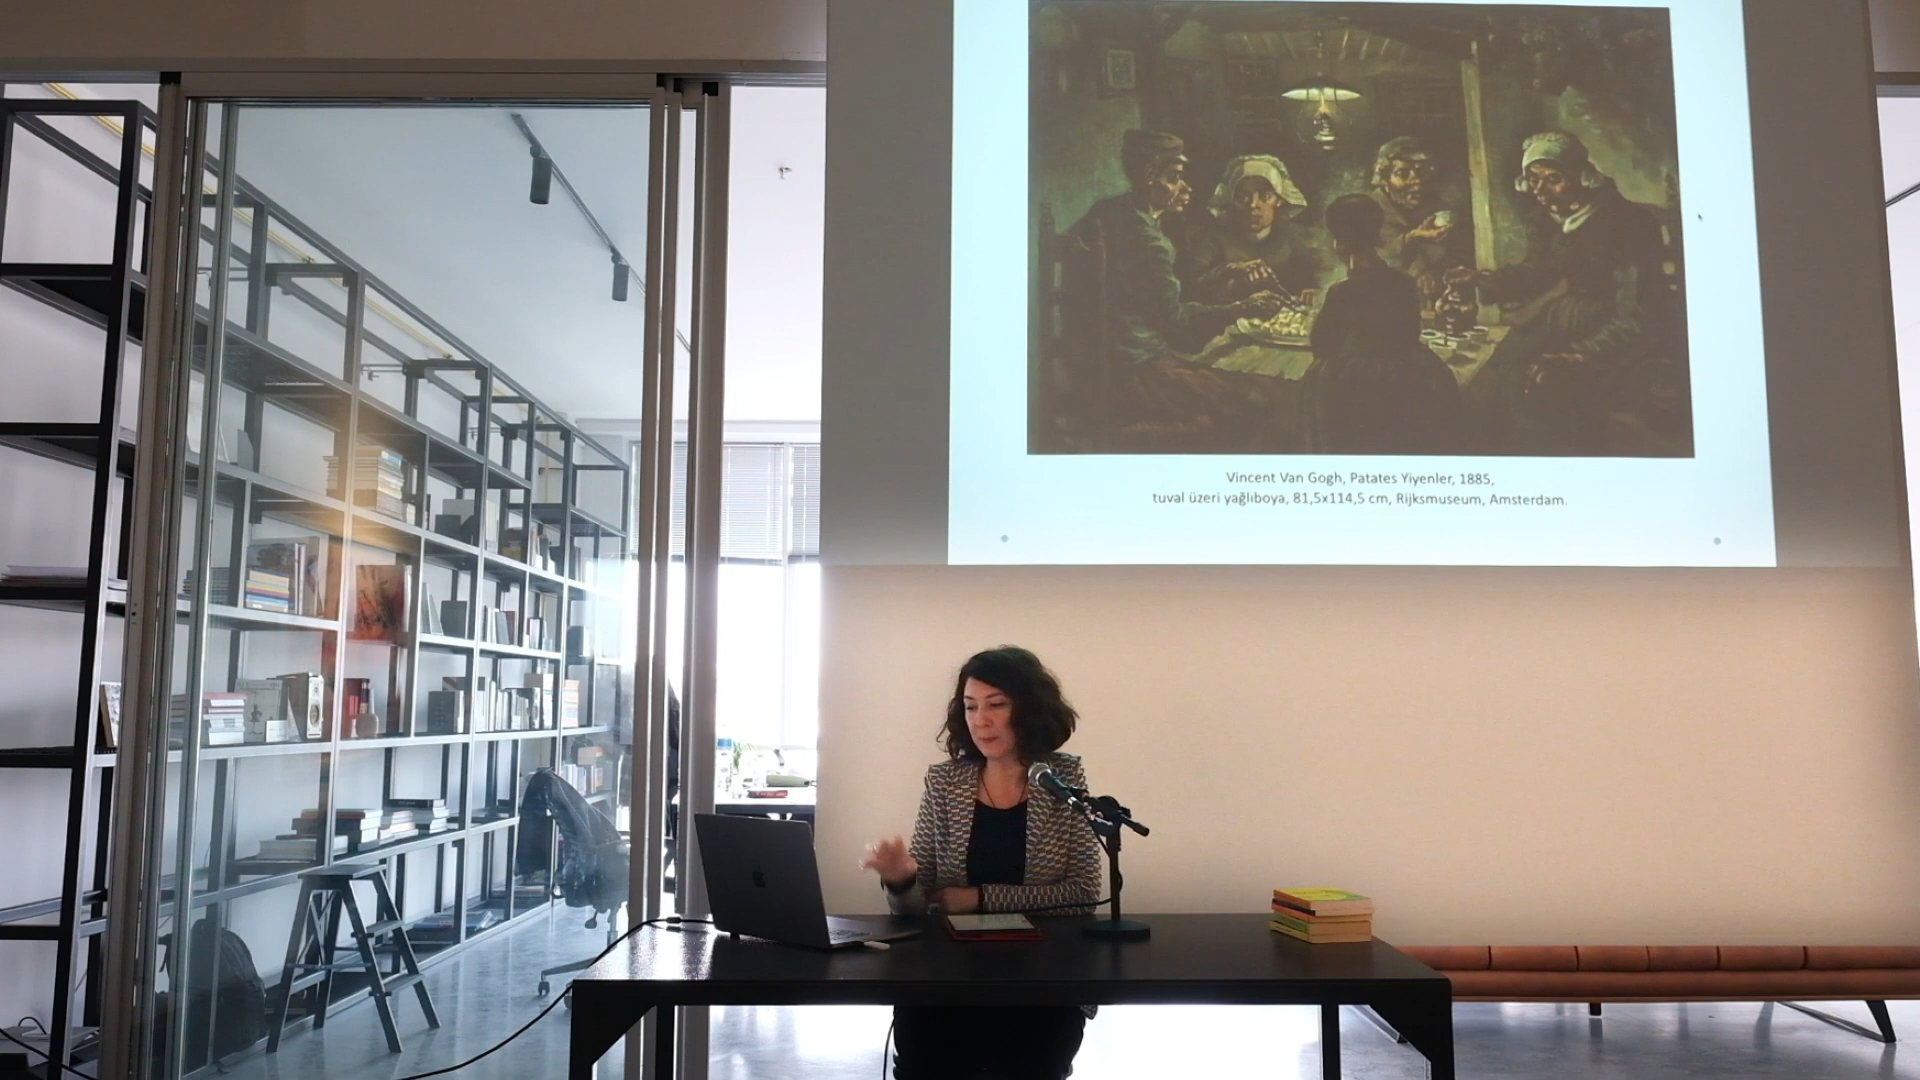 Vincent Van Gogh, Patates Yiyenler, 1885,
tuval üzeri yağlıboya, 81,5x114,5 cm, Rijksmuseum, Amsterdam.